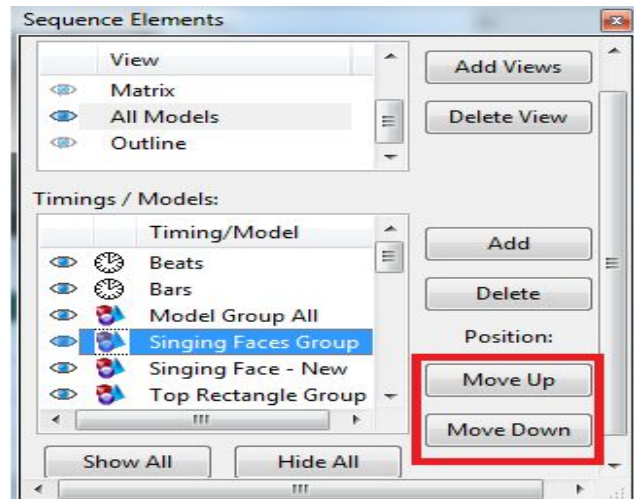 Sequence Elements
View
Matrix
All Models
Outline
Add Views
Delete View
Timings / Models:
Timing/Model
Beats
Bars
Model Group All
Singing Faces Group
Singing Face - New
Top Rectangle Group
Add
Delete
Position:
Move Up
Move Down
Show All
Hide All